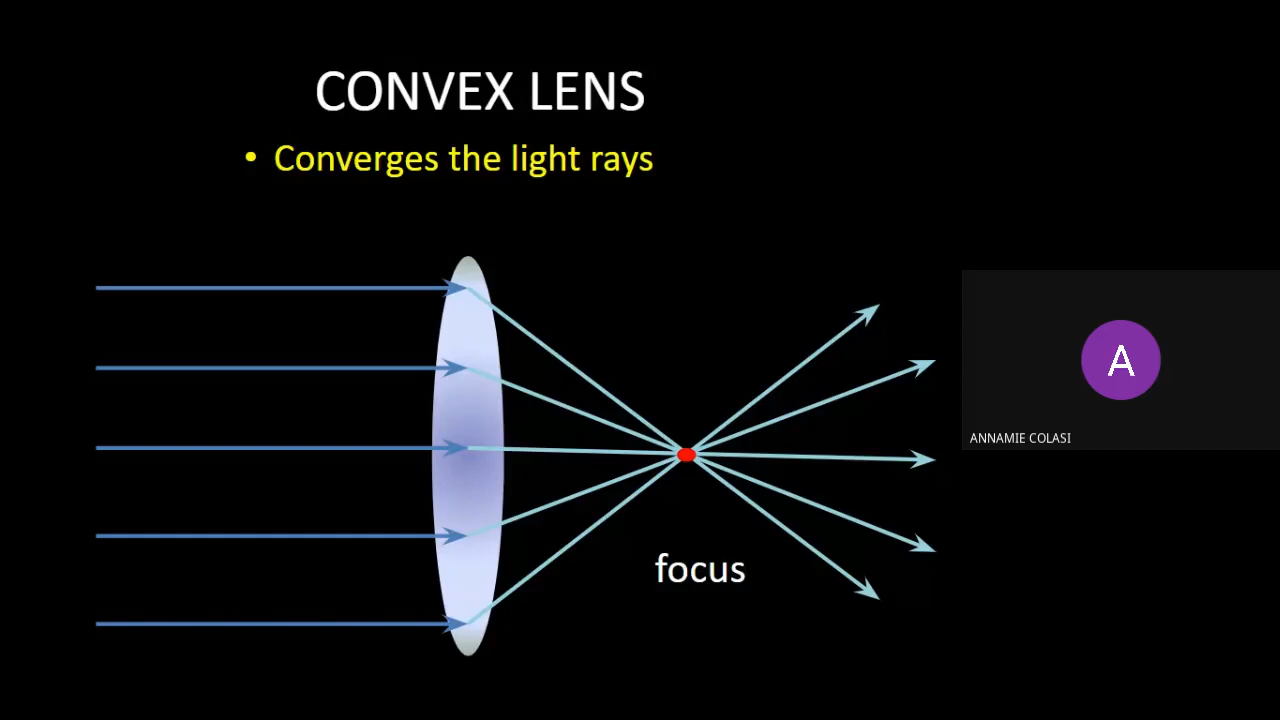 CONVEX LENS
• Converges the light rays
A
ANNAMIE COLASI
focus